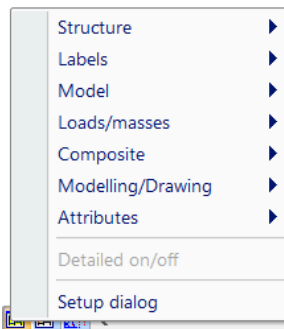 Structure
Labels
Model
Loads/masses
Composite
Modelling/Drawing
Attributes
Detailed on/off
Setup dialog